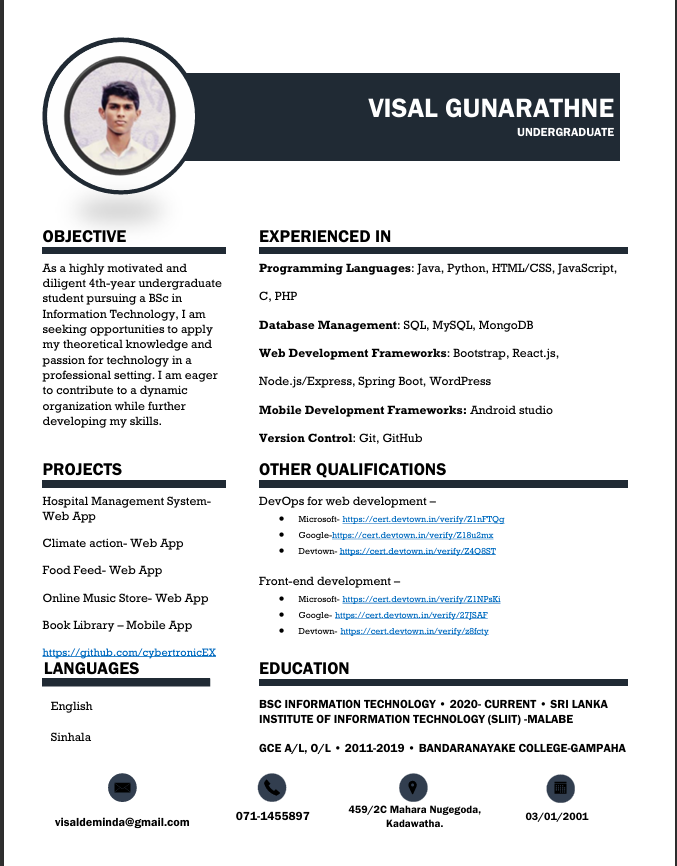 VISAL GUNARATHNE
UNDERGRADUATE
OBJECTIVE
As a highly motivated and
diligent 4th-year undergraduate
student pursuing a BSc in
Information Technology, I am
seeking opportunities to apply
my theoretical knowledge and
passion for technology in a
professional setting. I am eager
to contribute to a dynamic
organization while further
developing my skills.
EXPERIENCED IN
Programming Languages: Java, Python, HTML/CSS, JavaScript,
C, PHP
Database Management: SQL, MySQL, MongoDB
Web Development Frameworks: Bootstrap, React.js,
Node.js/Express, Spring Boot, WordPress
Mobile Development Frameworks: Android studio
Version Control: Git, GitHub
PROJECTS
Hospital Management System-
Web App
Climate action- Web App
Food Feed- Web App
Online Music Store- Web App
Book Library – Mobile App
https://github.com/cybertronicEX
OTHER QUALIFICATIONS
DevOps for web development –
• Microsoft- https://cert.devtown.in/verify/Z1nFTQg
• Google-https://cert.devtown.in/verify/Z18u2mx
• Devtown- https://cert.devtown.in/verify/Z4Q8ST
Front-end development –
• Microsoft- https://cert.devtown.in/verify/Z1NPsKi
• Google- https://cert.devtown.in/verify/27JSAF
• Devtown- https://cert.devtown.in/verify/z8fcty
LANGUAGES
English
Sinhala
EDUCATION
BSC INFORMATION TECHNOLOGY • 2020- CURRENT • SRI LANKA
INSTITUTE OF INFORMATION TECHNOLOGY (SLIIT) -MALABE
GCE A/L, O/L • 2011-2019 • BANDARANAYAKE COLLEGE-GAMPAHA
visaldeminda@gmail.com
071-1455897
459/2C Mahara Nugegoda,
Kadawatha.
03/01/2001